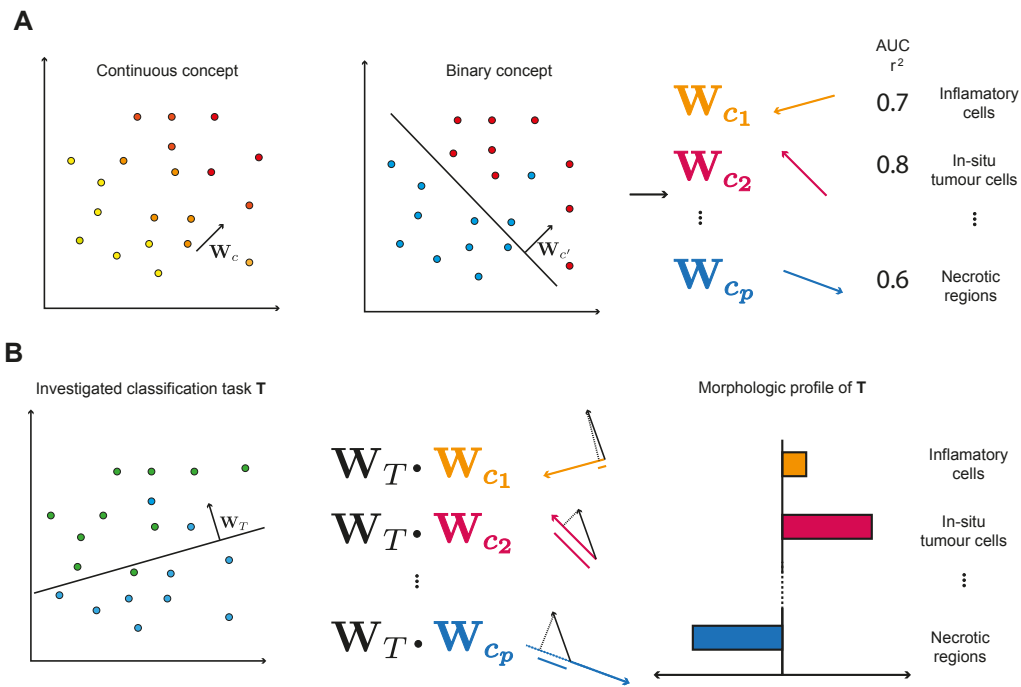 A
Continuous concept
W_c
Binary concept
W_c'
W_c1
W_c2
⋮
W_cp
AUC
r²
0.7
Inflamatory
cells
0.8
In-situ
tumour cells
⋮
0.6
Necrotic
regions
B
Investigated classification task T
W_T
W_T · W_c1
W_T · W_c2
⋮
W_T · W_cp
Morphologic profile of T
Inflamatory
cells
In-situ
tumour cells
⋮
Necrotic
regions